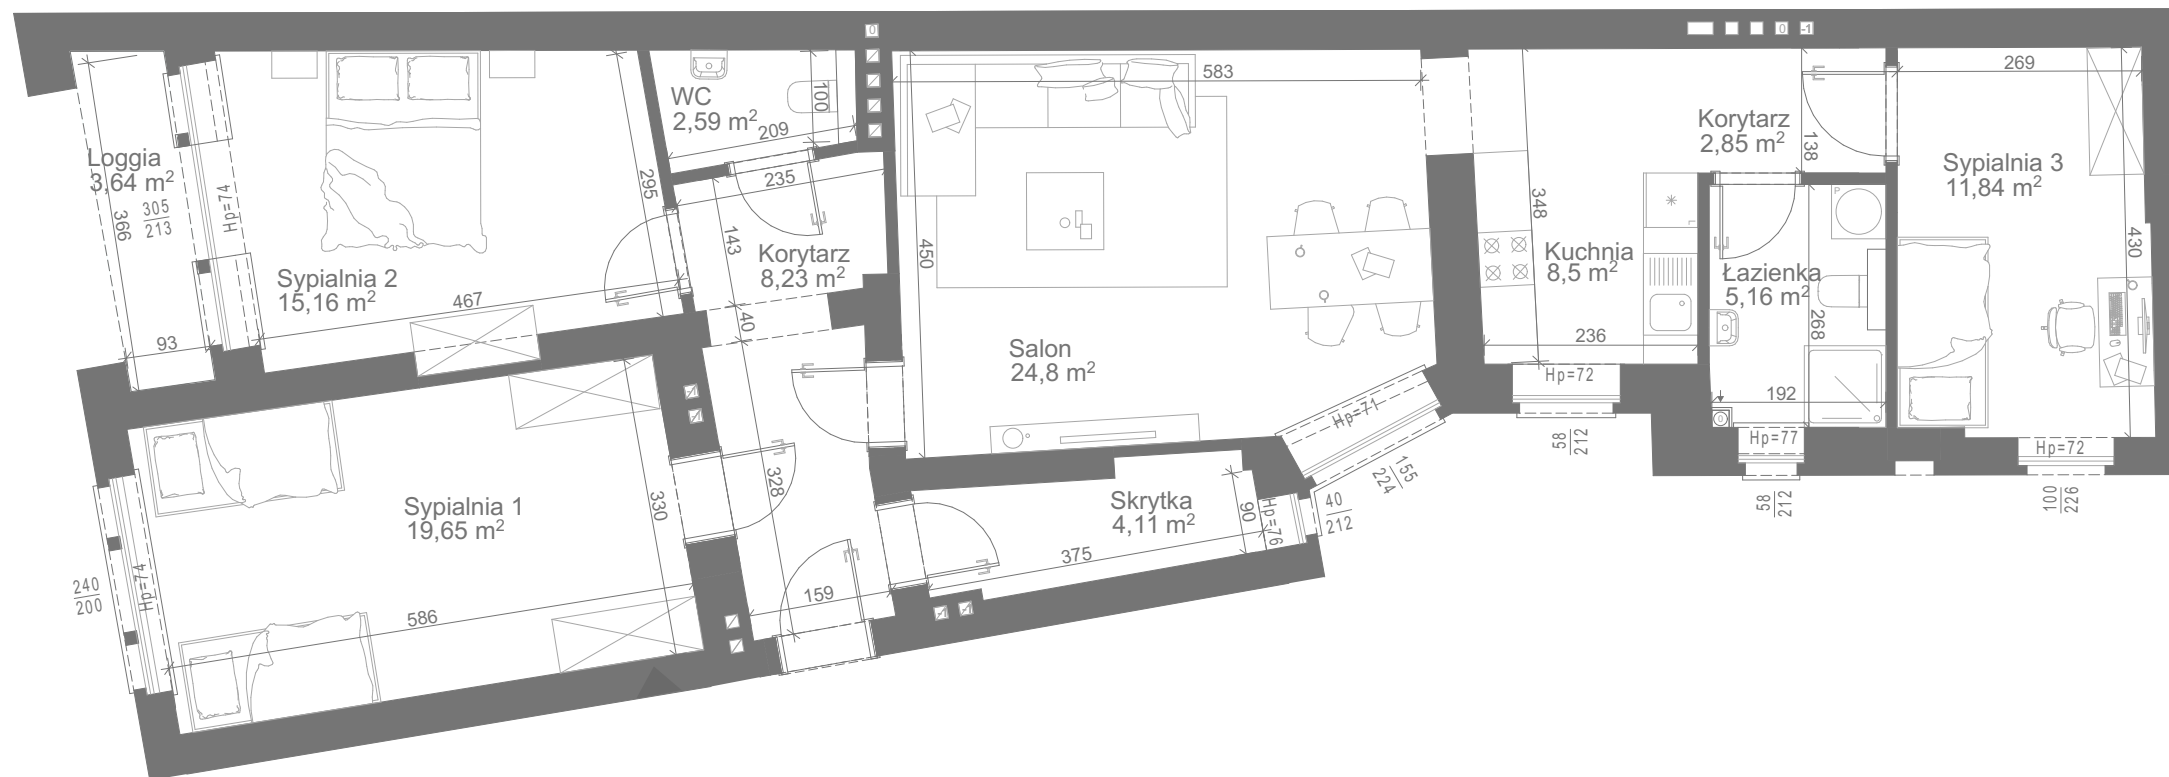 0
0
-1
583
269
WC
2,59 m²
100
209
Korytarz
2,85 m²
138
Loggia
3,64 m²
305
213
366
Hp=74
295
235
Sypialnia 3
11,84 m²
P
143
Korytarz
8,23 m²
450
348
Kuchnia
8,5 m²
430
Sypialnia 2
15,16 m²
467
Łazienka
5,16 m²
268
93
40
236
Salon
24,8 m²
Hp=72
192
Hp=71
Hp=77
Hp=72
58
212
155
224
58
212
100
226
Sypialnia 1
19,65 m²
330
328
Skrytka
4,11 m²
90
Hp=76
40
212
375
240
200
Hp=74
586
159
-1
-1